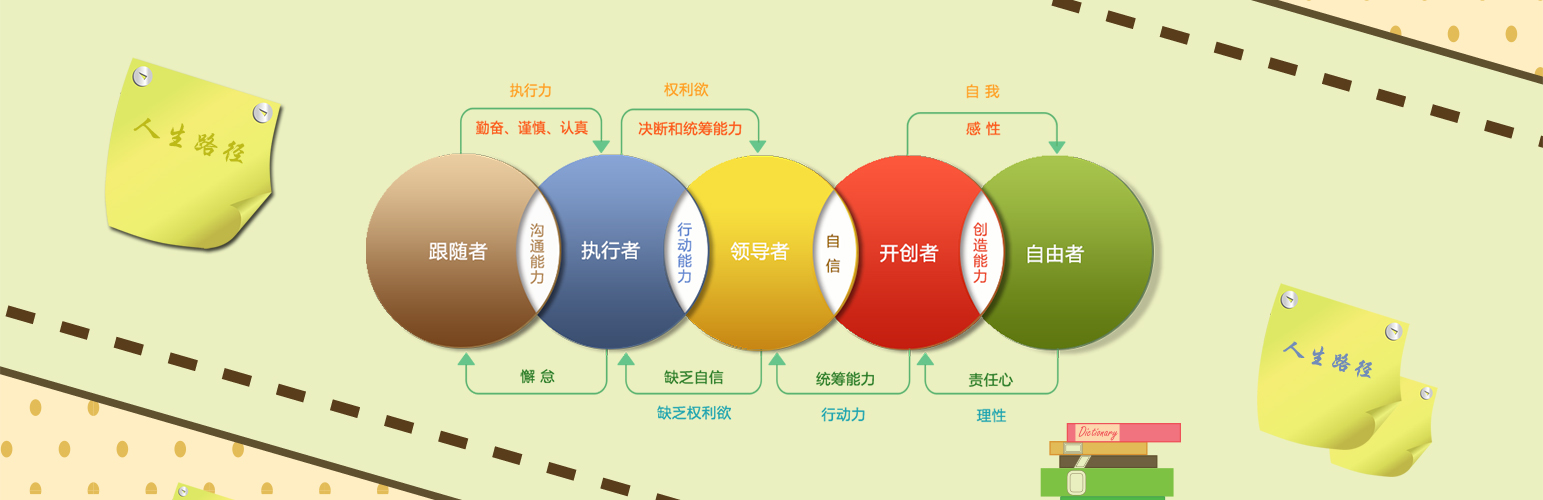 人生路径
执行力
勤奋、谨慎、认真
权利欲
决断和统筹能力
自 我
感 性
跟随者
沟通能力
执行者
行动能力
领导者
自信
开创者
创造能力
自由者
懈 怠
缺乏自信
缺乏权利欲
统筹能力
行动力
责任心
理性
人生路径
Dictionary